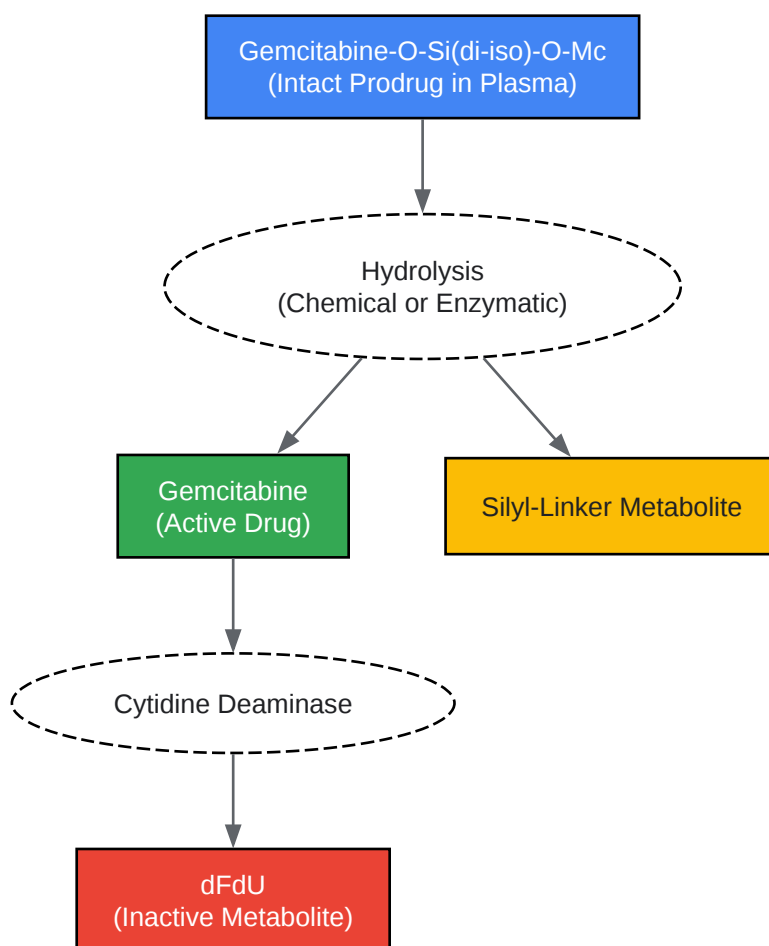 Gemcitabine-O-Si(di-iso)-O-Mc
(Intact Prodrug in Plasma)
Hydrolysis
(Chemical or Enzymatic)
Gemcitabine
(Active Drug)
Silyl-Linker Metabolite
Cytidine Deaminase
dFdU
(Inactive Metabolite)